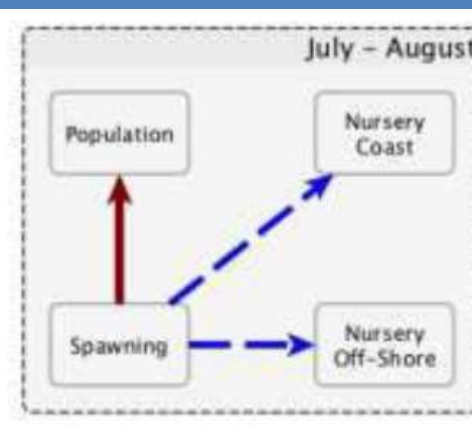 July – August
Population
Nursery
Coast
Spawning
Nursery
Off-Shore